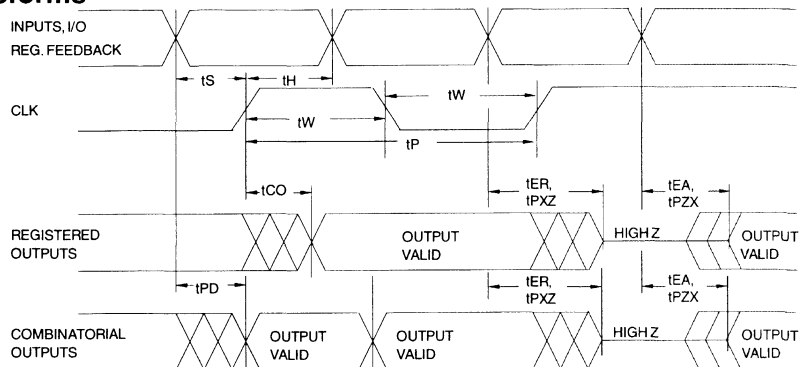 INPUTS, I/O
REG. FEEDBACK
tS
tH
CLK
tW
tW
tP
tCO
tER,
tPXZ
tEA,
tPZX
REGISTERED
OUTPUTS
OUTPUT
VALID
HIGH Z
OUTPUT
VALID
tPD
tER,
tPXZ
tEA,
tPZX
COMBINATORIAL
OUTPUTS
OUTPUT
VALID
OUTPUT
VALID
HIGH Z
OUTPUT
VALID